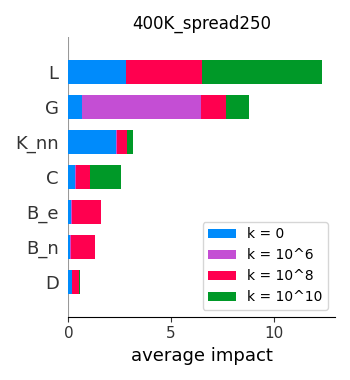 400K_spread250
L
G
K_nn
C
B_e
B_n
D
k = 0
k = 10^6
k = 10^8
k = 10^10
0
5
10
average impact